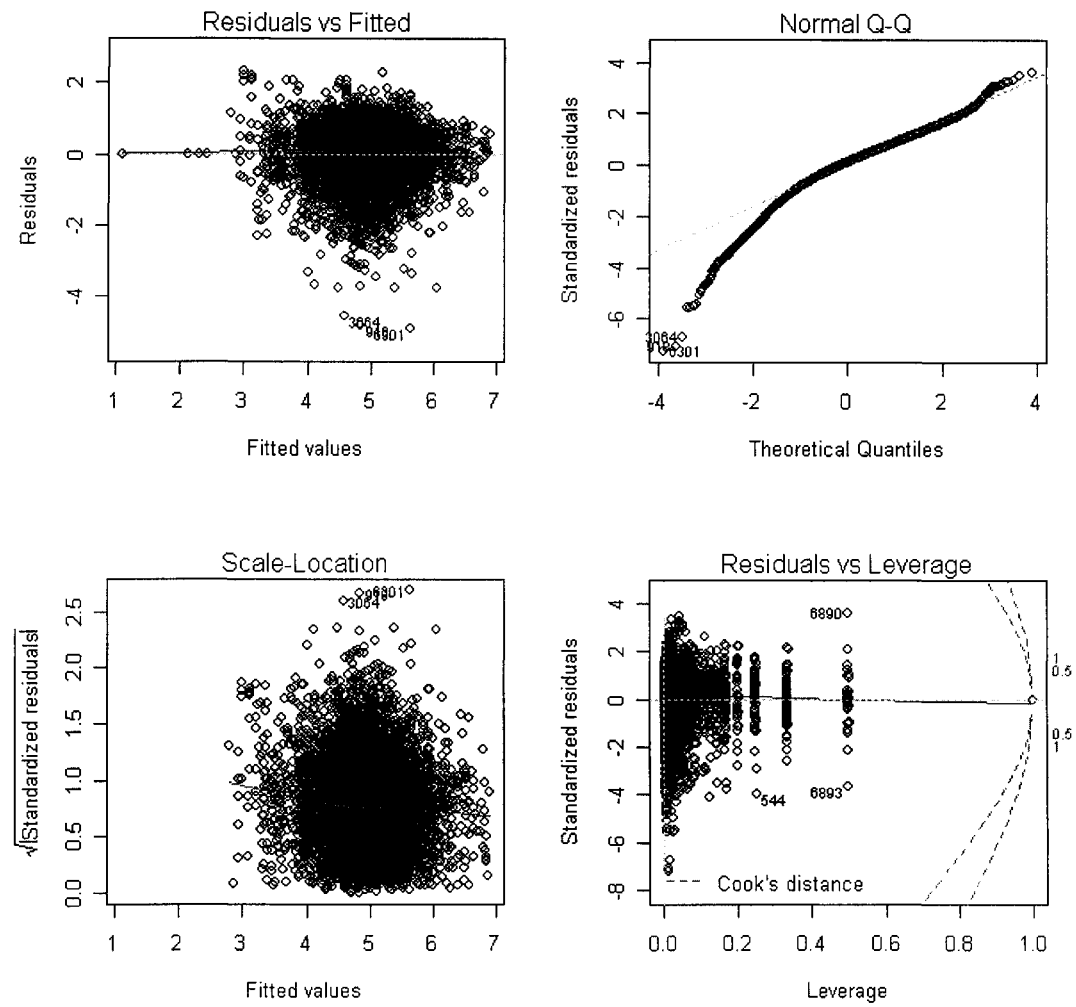 Residuals vs Fitted
Residuals
2
0
-2
-4
3664
6301
1 2 3 4 5 6 7
Fitted values
Normal Q-Q
Standardized residuals
4
2
0
-2
-4
-6
3064
6301
-4 -2 0 2 4
Theoretical Quantiles
Scale-Location
√|Standardized residuals|
2.5
2.0
1.5
1.0
0.5
0.0
3064
1 2 3 4 5 6 7
Fitted values
Residuals vs Leverage
Standardized residuals
4
2
0
-2
-4
-6
-8
6890
544
6893
1
0.5
0.5
1
Cook's distance
0.0 0.2 0.4 0.6 0.8 1.0
Leverage